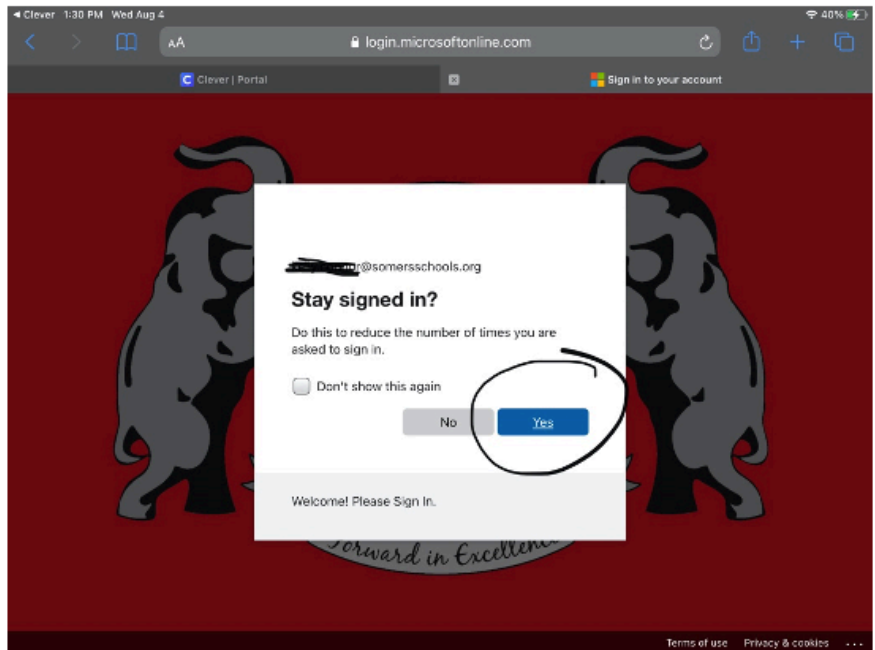 Clever 1:30 PM Wed Aug 4 40%
AA login.microsoftonline.com
Clever | Portal Sign in to your account
@somersschools.org
Stay signed in?
Do this to reduce the number of times you are
asked to sign in.
Don't show this again
No Yes
Welcome! Please Sign In.
Forward in Excellence
Terms of use Privacy & cookies ...